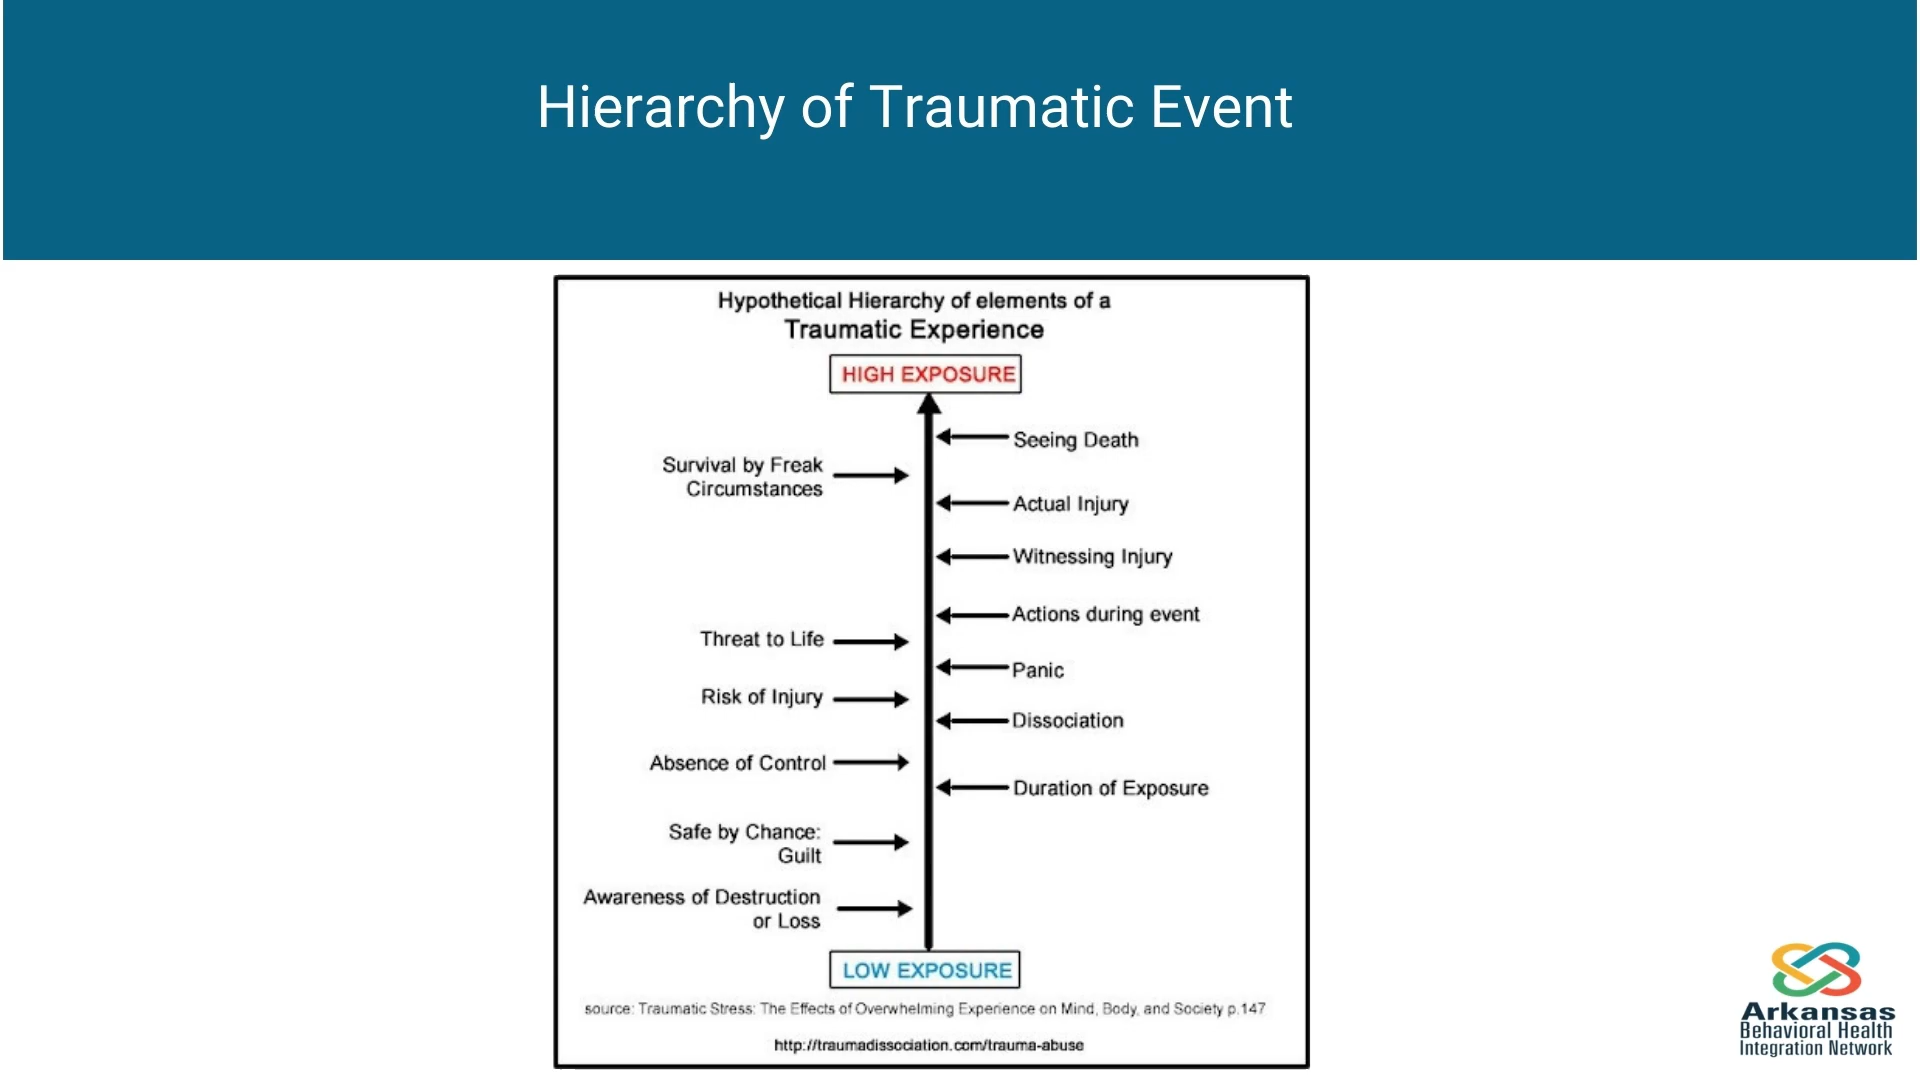 Hierarchy of Traumatic Event
Hypothetical Hierarchy of elements of a
Traumatic Experience
HIGH EXPOSURE
Seeing Death
Survival by Freak
Circumstances
Actual Injury
Witnessing Injury
Actions during event
Threat to Life
Panic
Risk of Injury
Dissociation
Absence of Control
Duration of Exposure
Safe by Chance:
Guilt
Awareness of Destruction
or Loss
LOW EXPOSURE
source: Traumatic Stress: The Effects of Overwhelming Experience on Mind, Body, and Society p.147
http://traumadissociation.com/trauma-abuse
Arkansas
Behavioral Health
Integration Network